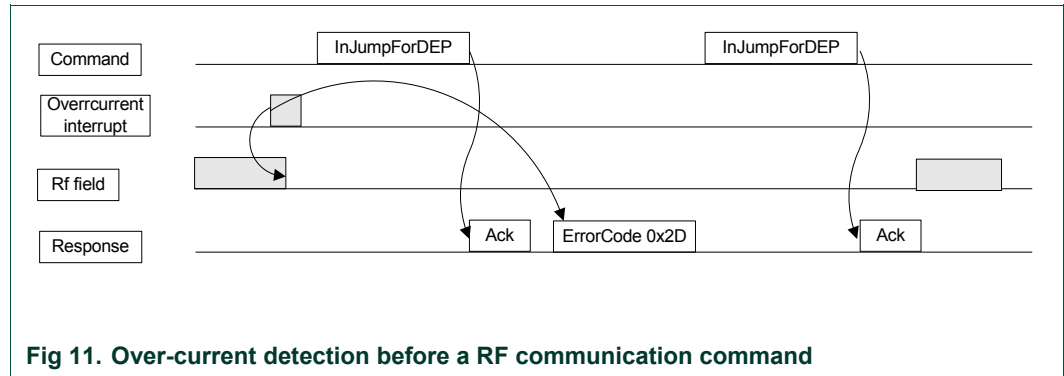 InJumpForDEP InJumpForDEP
Command
Overrcurrent
interrupt
Rf field
Ack ErrorCode 0x2D Ack
Response
Fig 11. Over-current detection before a RF communication command